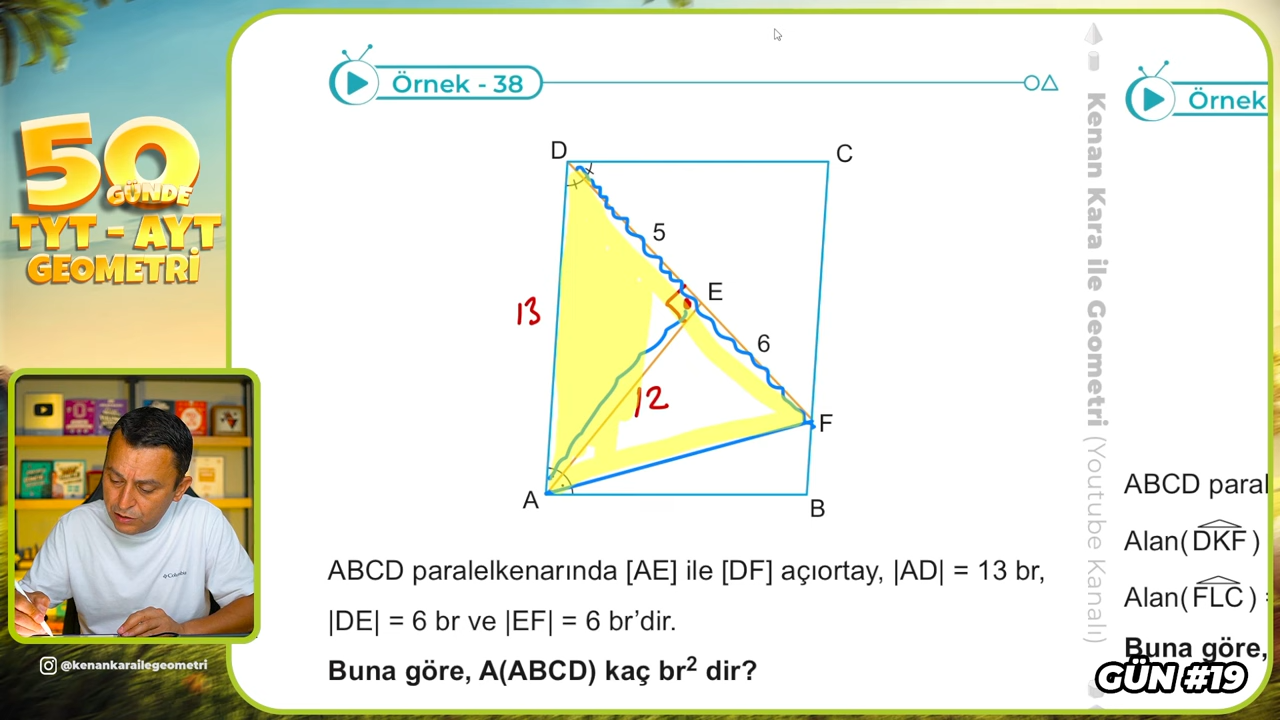 50
GÜNDE
TYT - AYT
GEOMETRİ
Örnek - 38
Örnek
D
C
5
E
13
6
12
F
A
B
ABCD paralelkenarında [AE] ile [DF] açıortay, |AD| = 13 br,
|DE| = 6 br ve |EF| = 6 br’dir.
Buna göre, A(ABCD) kaç br² dir?
Kenan Kara ile Geometri (Youtube Kanalı)
ABCD paral
Alan(DKF)
Alan(FLC) =
Buna göre,
GÜN #19
@kenankarailegeometri
Columbia